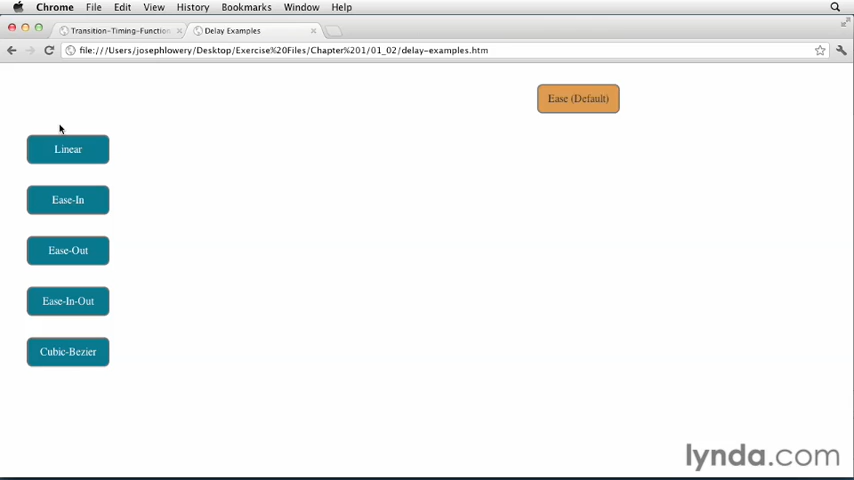 Chrome File Edit View History Bookmarks Window Help
Transition-Timing-Function
Delay Examples
file:///Users/josephlowery/Desktop/Exercise%20Files/Chapter%201/01_02/delay-examples.htm
Ease (Default)
Linear
Ease-In
Ease-Out
Ease-In-Out
Cubic-Bezier
lynda.com